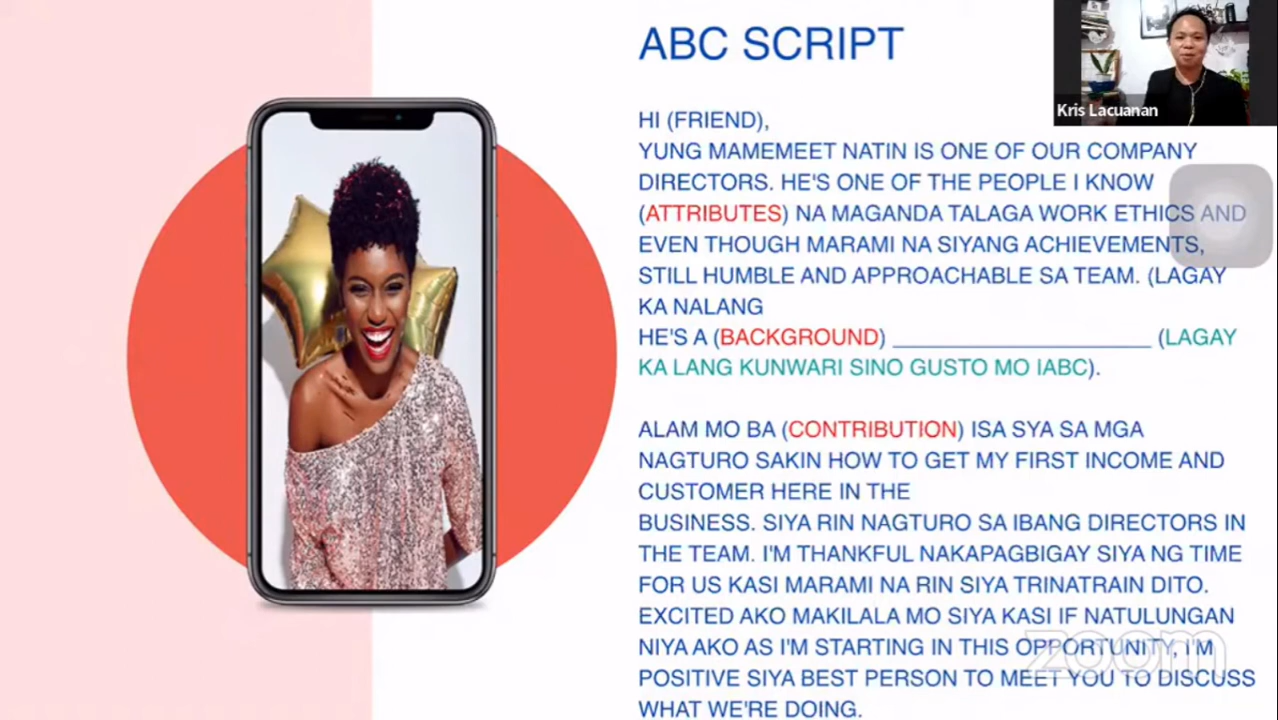 ABC SCRIPT
Kris Lacuanan
HI (FRIEND),
YUNG MAMEMEET NATIN IS ONE OF OUR COMPANY
DIRECTORS. HE'S ONE OF THE PEOPLE I KNOW
(ATTRIBUTES) NA MAGANDA TALAGA WORK ETHICS AND
EVEN THOUGH MARAMI NA SIYANG ACHIEVEMENTS,
STILL HUMBLE AND APPROACHABLE SA TEAM. (LAGAY
KA NALANG
HE'S A (BACKGROUND) ______________________ (LAGAY
KA LANG KUNWARI SINO GUSTO MO IABC).
ALAM MO BA (CONTRIBUTION) ISA SYA SA MGA
NAGTURO SAKIN HOW TO GET MY FIRST INCOME AND
CUSTOMER HERE IN THE
BUSINESS. SIYA RIN NAGTURO SA IBANG DIRECTORS IN
THE TEAM. I'M THANKFUL NAKAPAGBIGAY SIYA NG TIME
FOR US KASI MARAMI NA RIN SIYA TRINATRAIN DITO.
EXCITED AKO MAKILALA MO SIYA KASI IF NATULUNGAN
NIYA AKO AS I'M STARTING IN THIS OPPORTUNITY, I'M
POSITIVE SIYA BEST PERSON TO MEET YOU TO DISCUSS
WHAT WE'RE DOING.
zoom